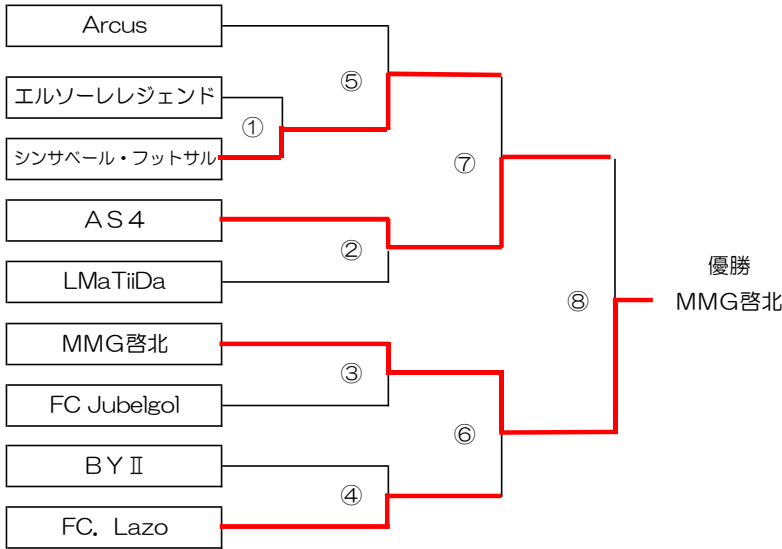 Arcus
⑤
エルソーレレジェンド
①
シンサベール・フットサル
⑦
ＡＳ４
②
LMaTiiDa
優勝
⑧
MMG啓北
MMG啓北
③
FC Jubelgol
⑥
ＢＹⅡ
④
FC．Lazo